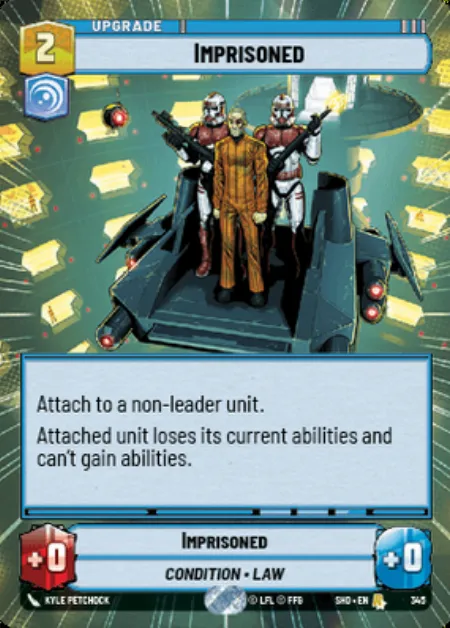 UPGRADE
2
IMPRISONED
Attach to a non-leader unit.
Attached unit loses its current abilities and
can't gain abilities.
+0
IMPRISONED
+0
CONDITION • LAW
KYLE PETCHOCK
© LFL © FFG
SHD • EN
345